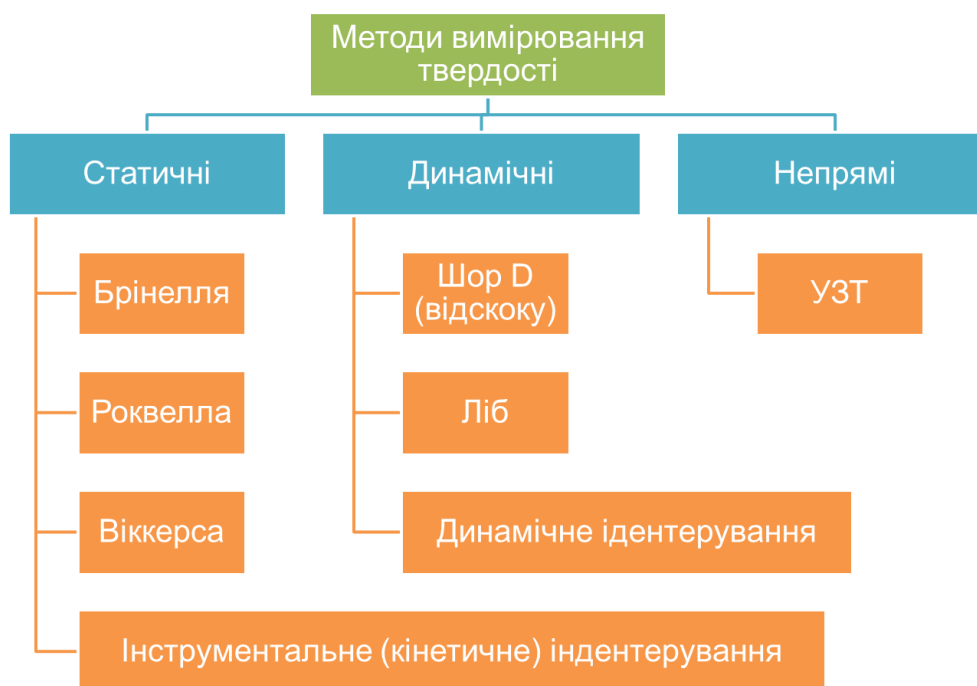 Методи вимірювання
твердості
Статичні
Динамічні
Непрямі
Брінелля
Шор D
(відскоку)
УЗТ
Роквелла
Ліб
Віккерса
Динамічне ідентерування
Інструментальне (кінетичне) індентерування